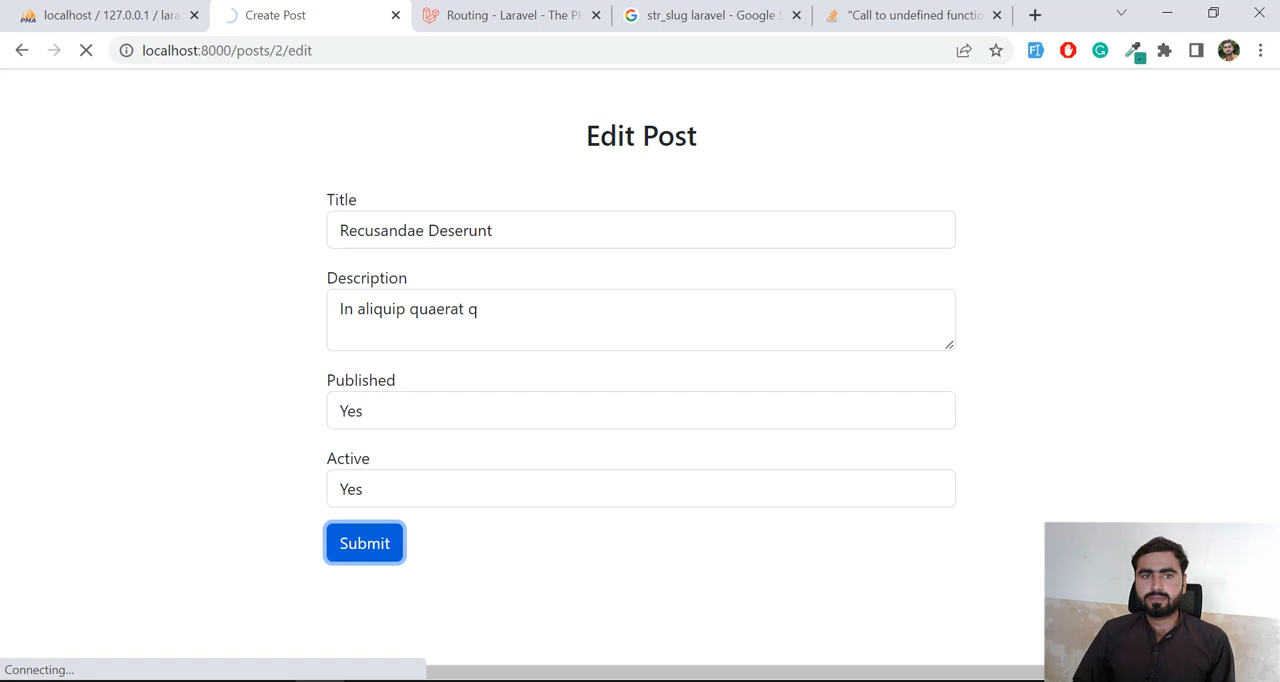 localhost / 127.0.0.1 / lara
Create Post
Routing - Laravel - The PH
str_slug laravel - Google S
"Call to undefined functio
localhost:8000/posts/2/edit
Edit Post
Title
Recusandae Deserunt
Description
In aliquip quaerat q
Published
Yes
Active
Yes
Submit
Connecting...